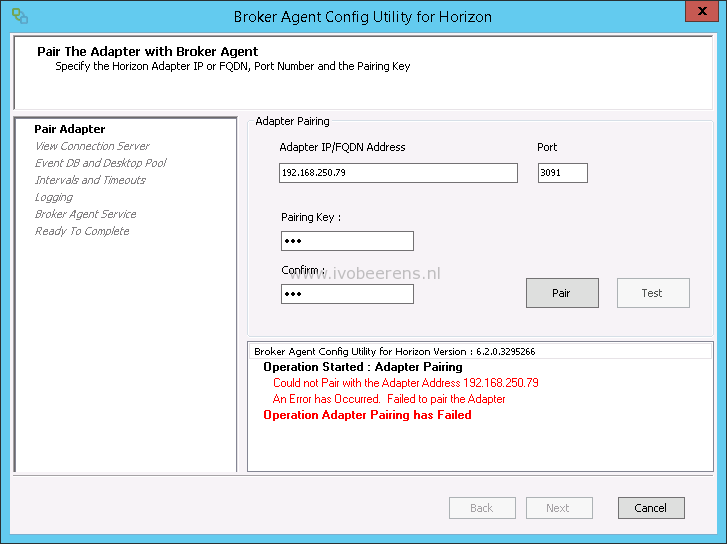 Broker Agent Config Utility for Horizon
x
Pair The Adapter with Broker Agent
Specify the Horizon Adapter IP or FQDN, Port Number and the Pairing Key
Pair Adapter
View Connection Server
Event DB and Desktop Pool
Intervals and Timeouts
Logging
Broker Agent Service
Ready To Complete
Adapter Pairing
Adapter IP/FQDN Address
Port
192.168.250.79
3091
Pairing Key :
•••
Confirm :
www.ivobeerens.nl
•••
Pair
Test
Broker Agent Config Utility for Horizon Version : 6.2.0.3295266
Operation Started : Adapter Pairing
Could not Pair with the Adapter Address 192.168.250.79
An Error has Occurred. Failed to pair the Adapter
Operation Adapter Pairing has Failed
Back
Next
Cancel